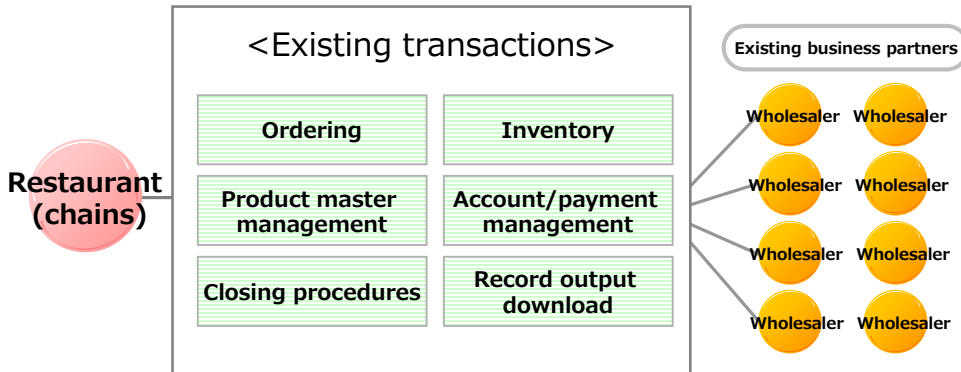 <Existing transactions>
Existing business partners
Restaurant
(chains)
Ordering
Inventory
Product master
management
Account/payment
management
Closing procedures
Record output
download
Wholesaler Wholesaler
Wholesaler Wholesaler
Wholesaler Wholesaler
Wholesaler Wholesaler